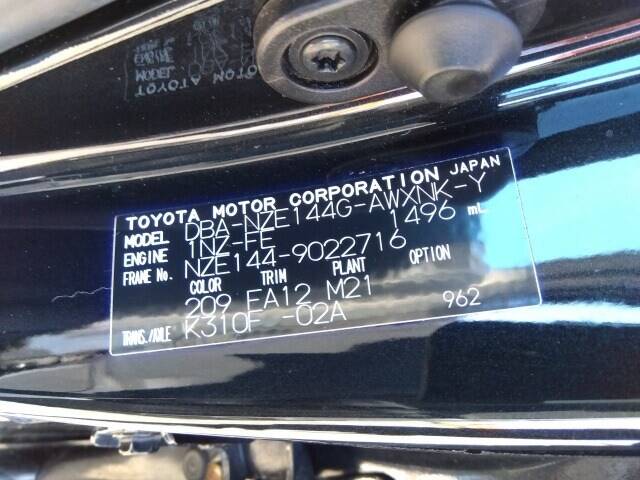 TOYOTA MOTOR CORPORATION JAPAN
MODEL DBA-NZE144G-AWXNK-Y
ENGINE 1NZ-FE 1496 mL
FRAME No. NZE144-9022716
COLOR TRIM PLANT OPTION
209 FA12 M21
TRANS./AXLE K310F -02A 962